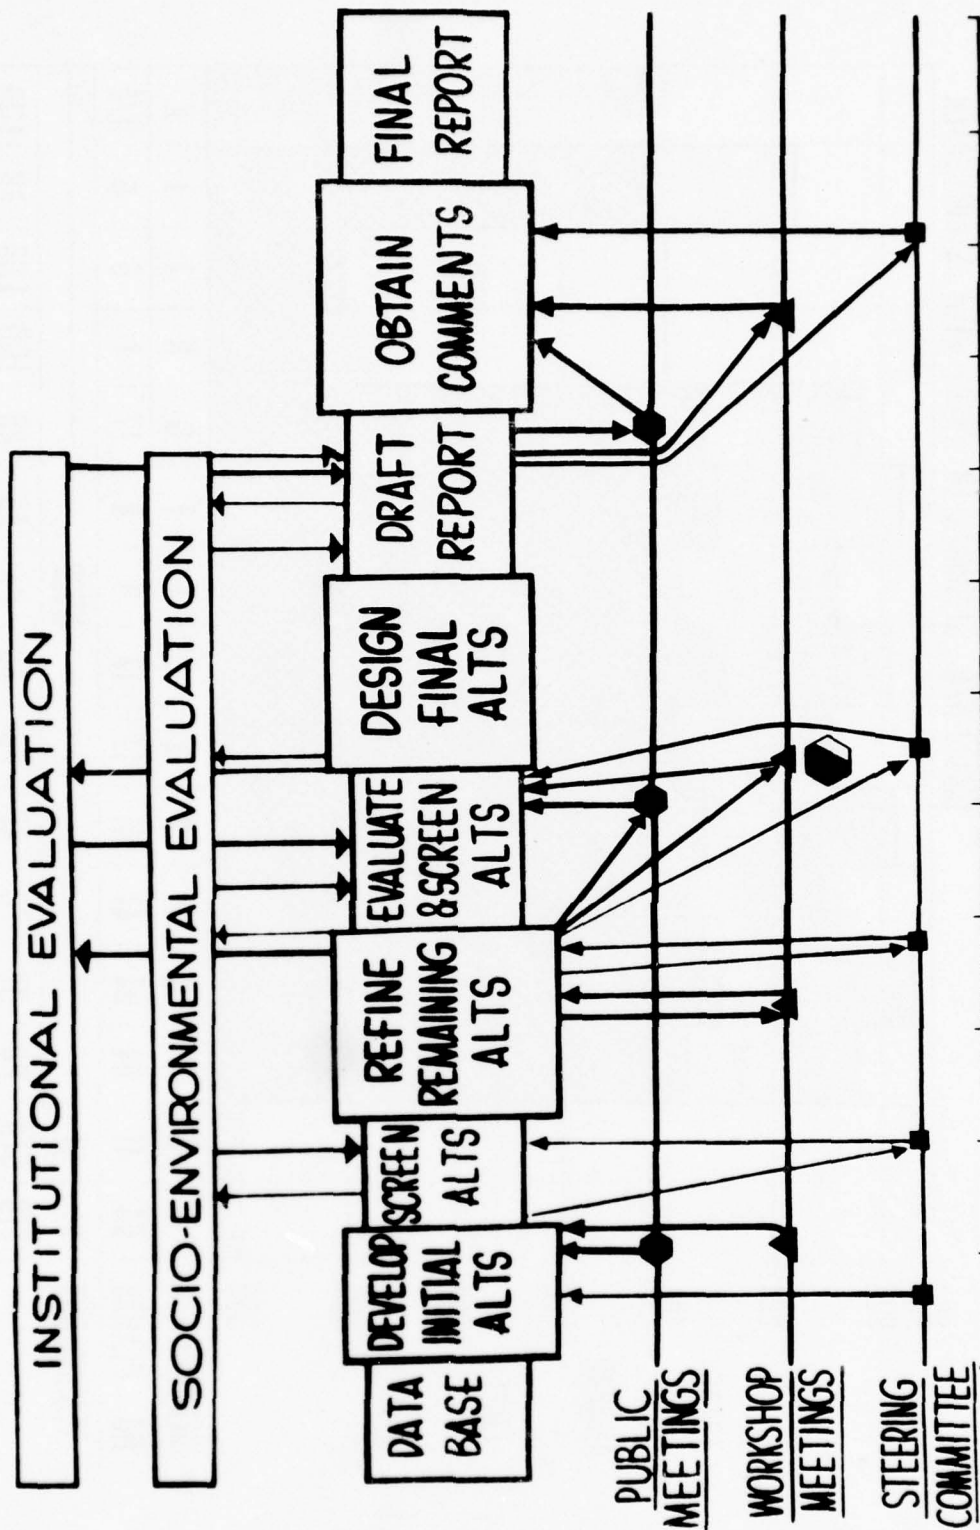 INSTITUTIONAL EVALUATION
SOCIO-ENVIRONMENTAL EVALUATION
DATA
BASE
DEVELOP
INITIAL
ALTS
SCREEN
ALTS
REFINE
REMAINING
ALTS
EVALUATE
&SCREEN
ALTS
DESIGN
FINAL
ALTS
DRAFT
REPORT
OBTAIN
COMMENTS
FINAL
REPORT
PUBLIC
MEETINGS
WORKSHOP
MEETINGS
STEERING
COMMITTEE